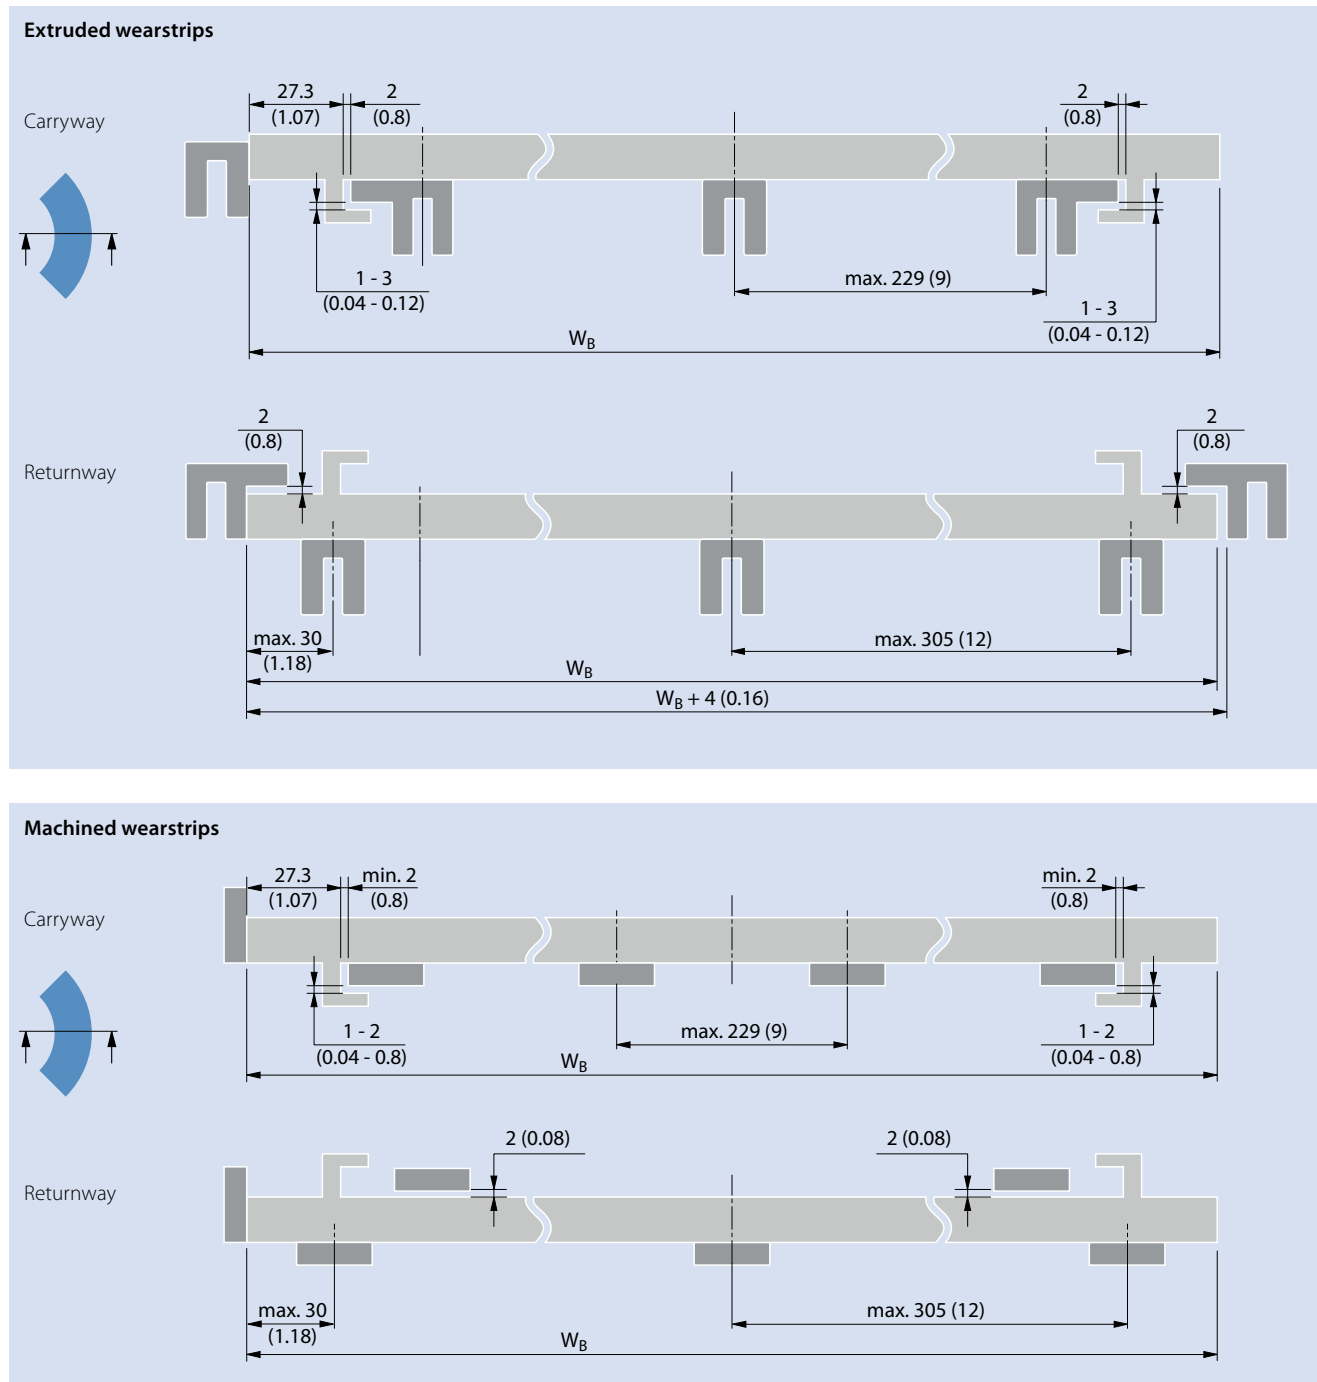 Extruded wearstrips
27.3
(1.07)
2
(0.8)
2
(0.8)
Carryway
1 - 3
(0.04 - 0.12)
max. 229 (9)
1 - 3
(0.04 - 0.12)
WB
2
(0.8)
2
(0.8)
Returnway
max. 30
(1.18)
max. 305 (12)
WB
WB + 4 (0.16)
Machined wearstrips
27.3
(1.07)
min. 2
(0.8)
min. 2
(0.8)
Carryway
1 - 2
(0.04 - 0.8)
max. 229 (9)
1 - 2
(0.04 - 0.8)
WB
2 (0.08)
2 (0.08)
Returnway
max. 30
(1.18)
max. 305 (12)
WB